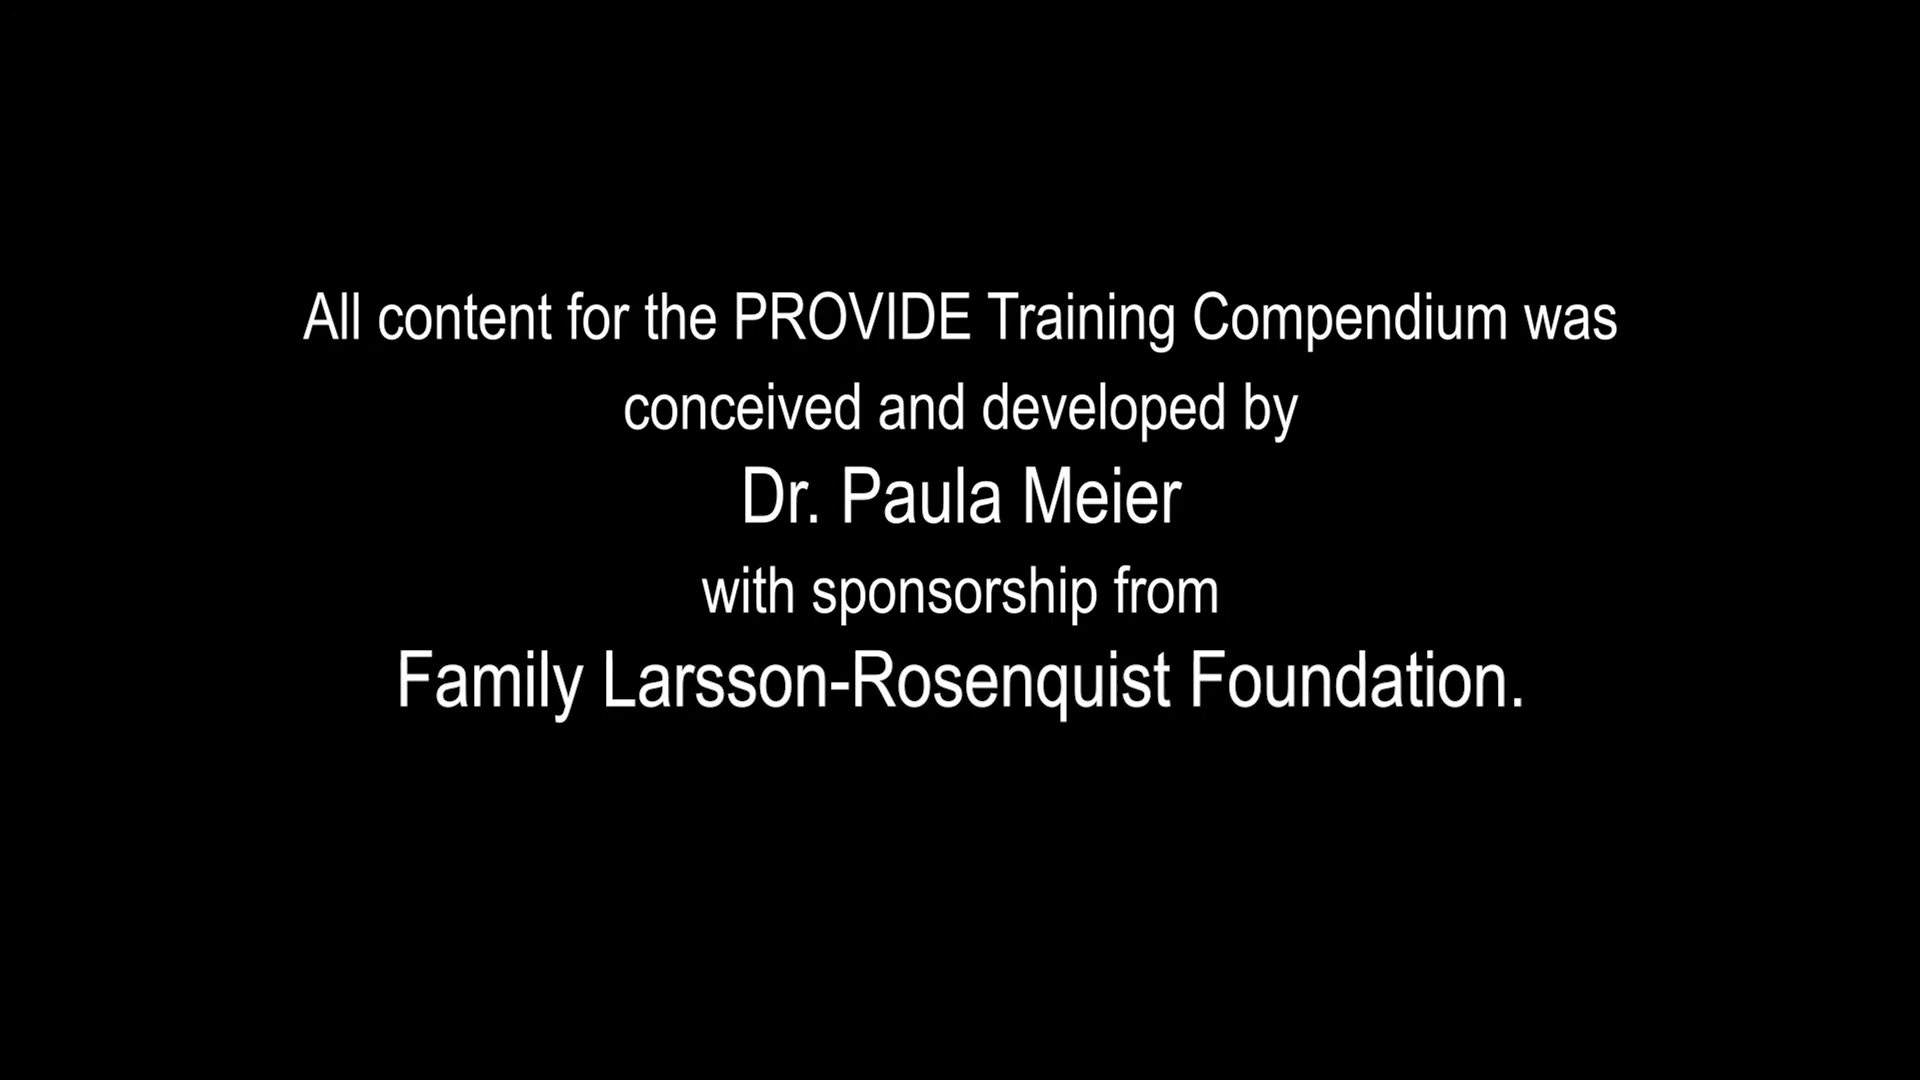 All content for the PROVIDE Training Compendium was
conceived and developed by
Dr. Paula Meier
with sponsorship from
Family Larsson-Rosenquist Foundation.